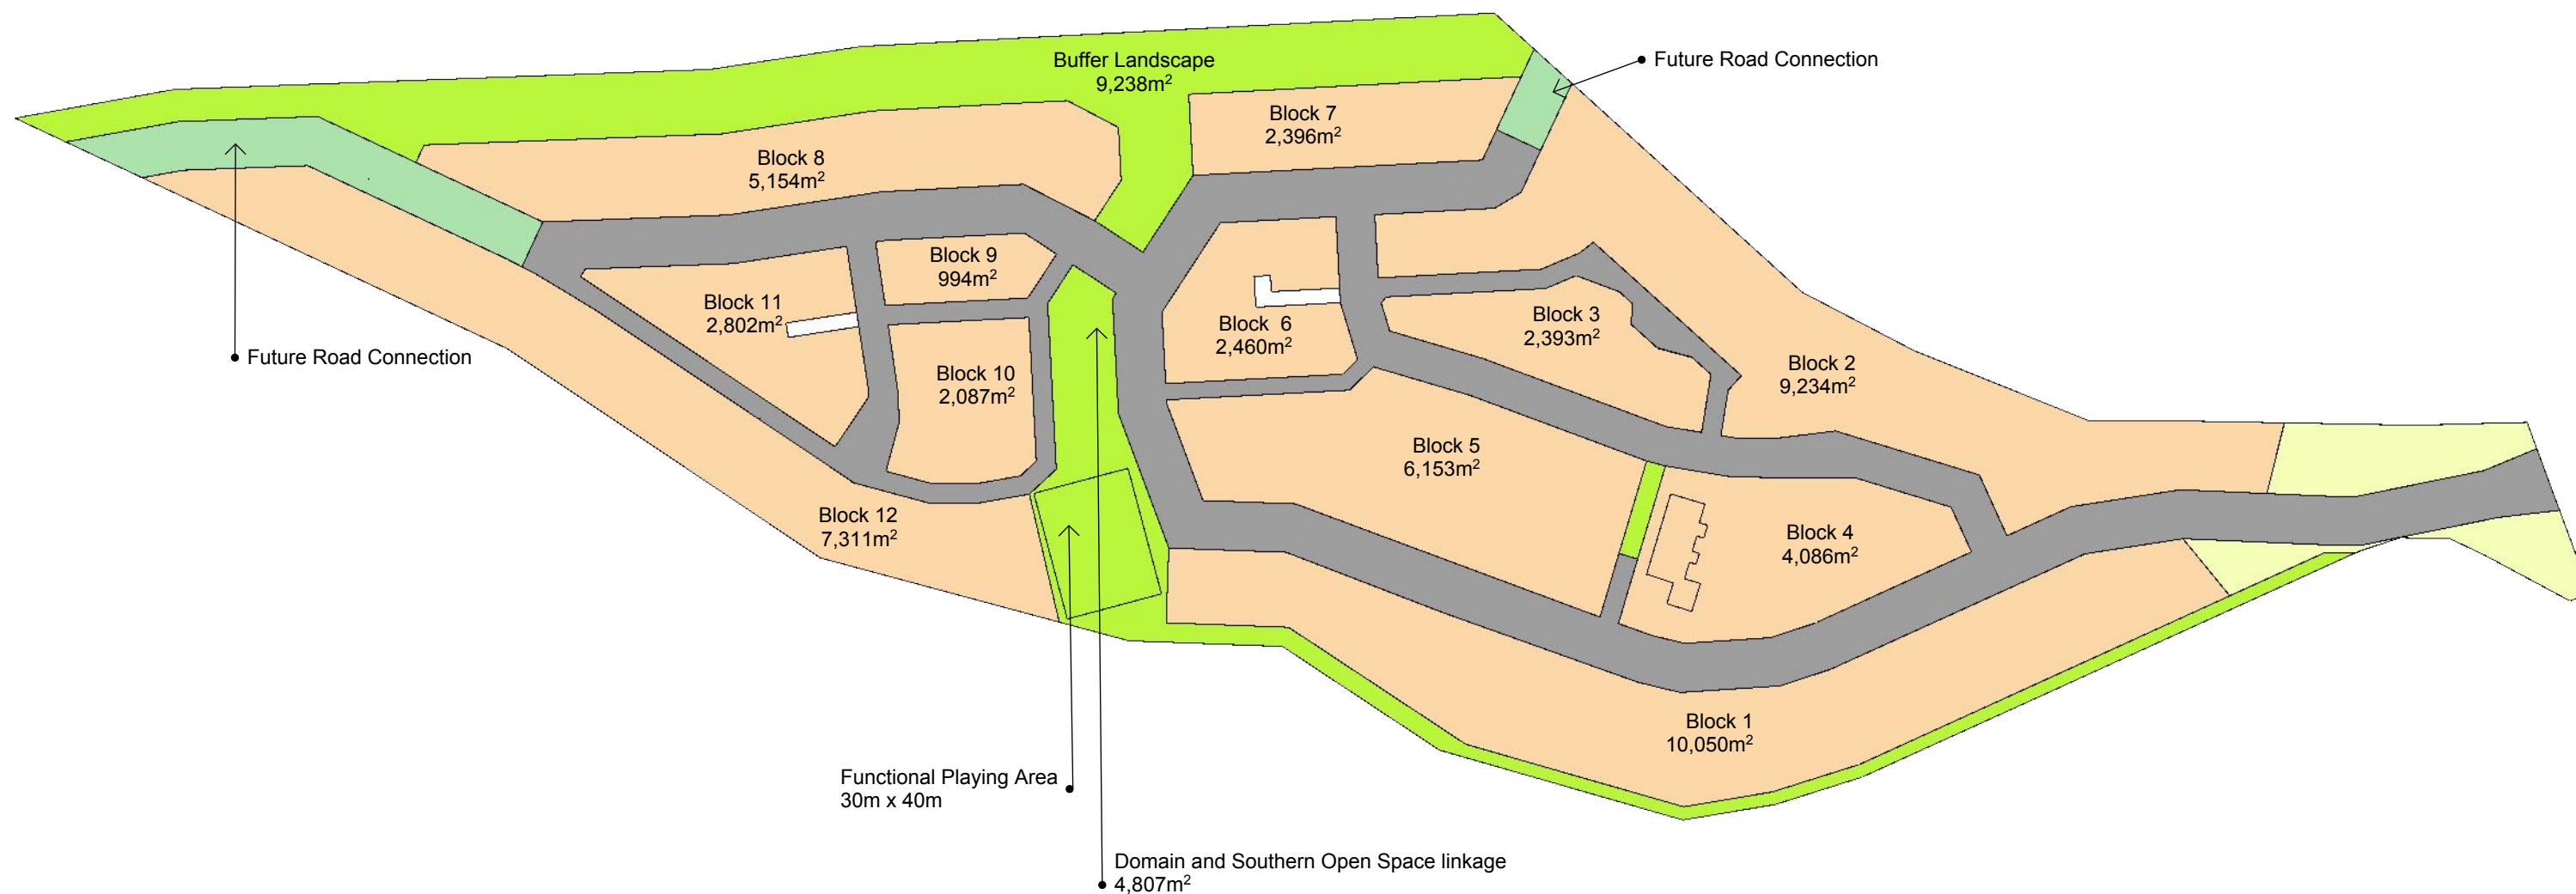 Buffer Landscape
9,238m²
Future Road Connection
Block 7
2,396m²
Block 8
5,154m²
Block 9
994m²
Block 11
2,802m²
Block 6
2,460m²
Block 3
2,393m²
Future Road Connection
Block 10
2,087m²
Block 2
9,234m²
Block 5
6,153m²
Block 12
7,311m²
Block 4
4,086m²
Block 1
10,050m²
Functional Playing Area
30m x 40m
Domain and Southern Open Space linkage
4,807m²